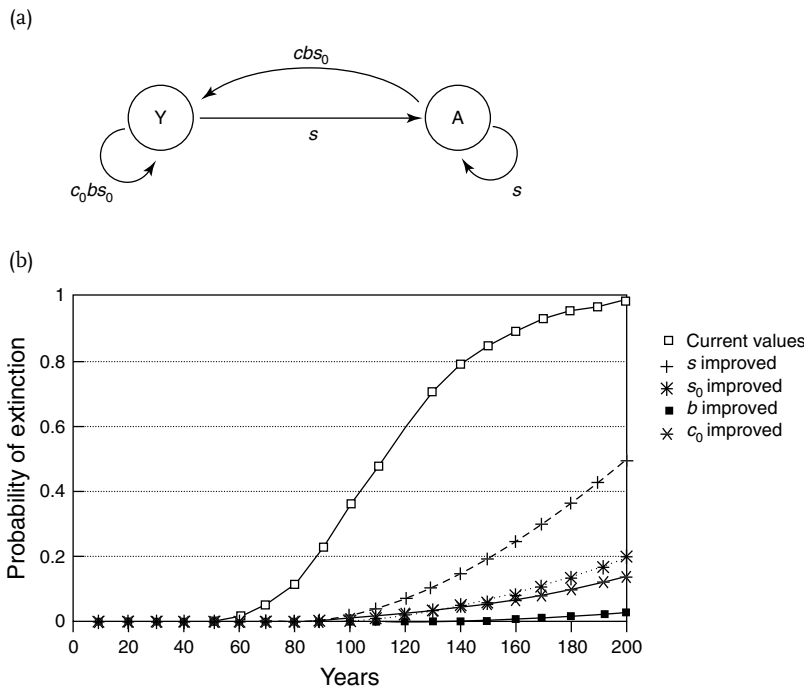 (a)
cbs₀
Y
A
s
c₀bs₀
s
(b)
1
0.8
0.6
0.4
0.2
0
Probability of extinction
0 20 40 60 80 100 120 140 160 180 200
Years
Current values
s improved
s₀ improved
b improved
c₀ improved